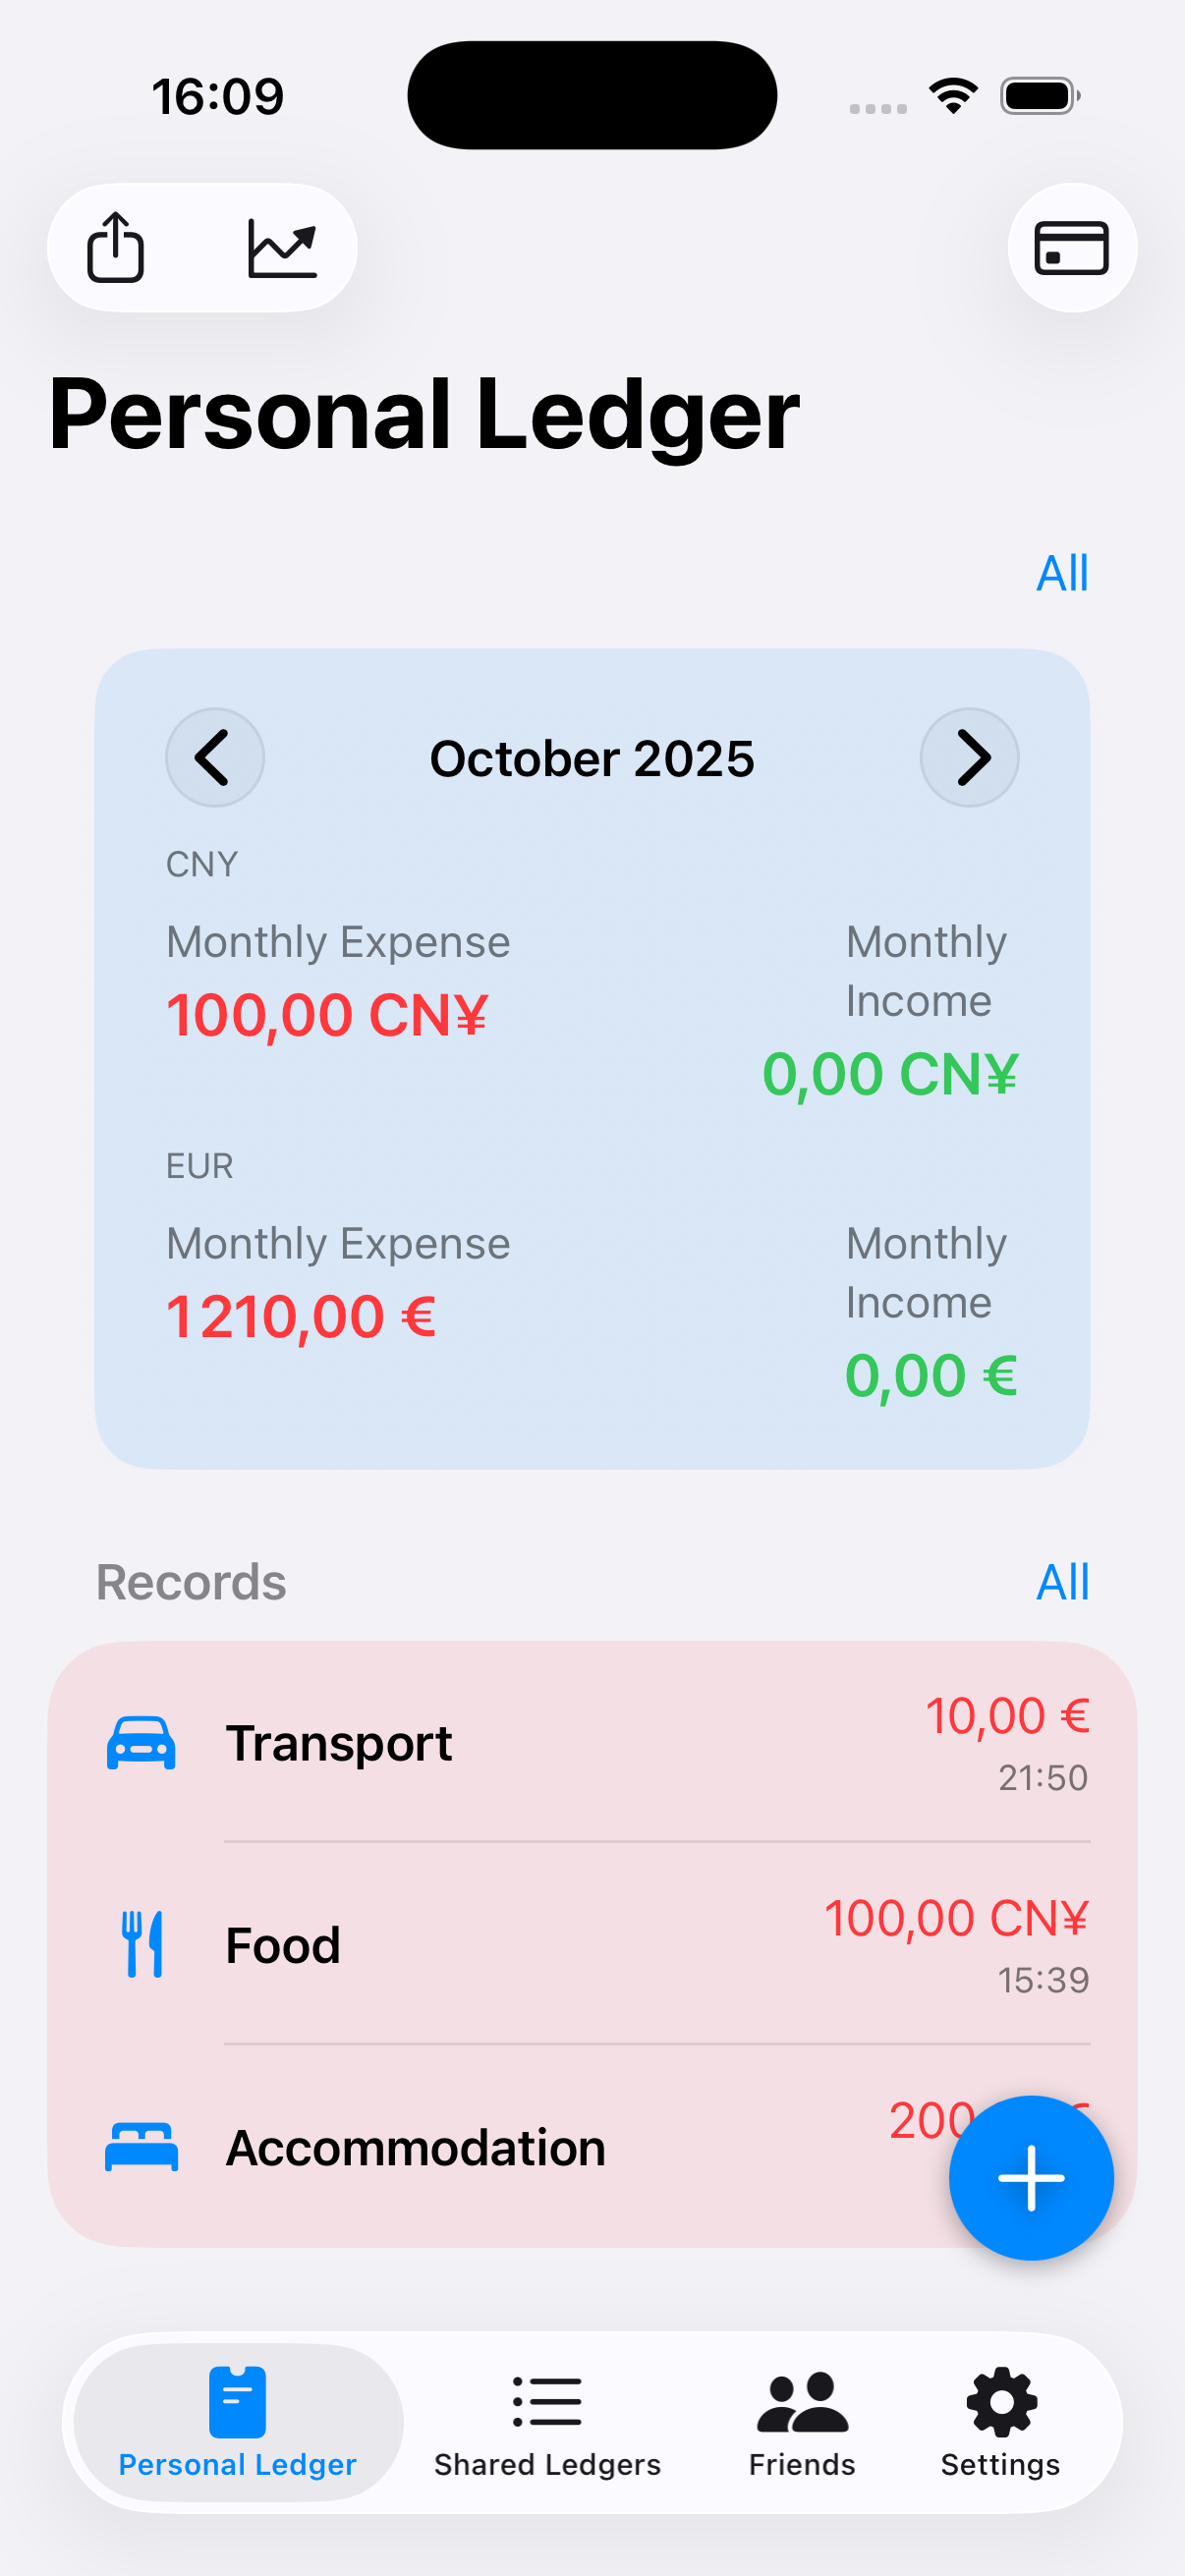 16:09
Personal Ledger
All
October 2025
CNY
Monthly Expense
100,00 CN¥
Monthly
Income
0,00 CN¥
EUR
Monthly Expense
1 210,00 €
Monthly
Income
0,00 €
Records
All
Transport
10,00 €
21:50
Food
100,00 CN¥
15:39
Accommodation
Personal Ledger
Shared Ledgers
Friends
Settings